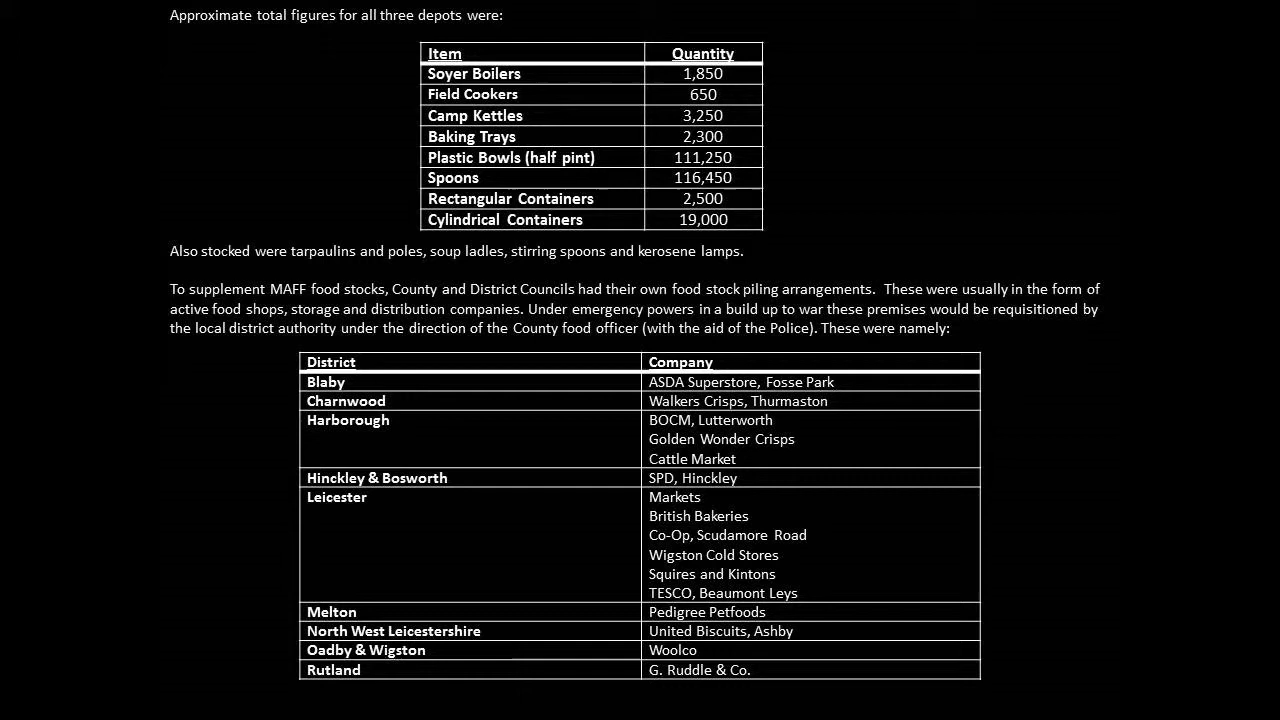 Approximate total figures for all three depots were:
Item Quantity
Soyer Boilers 1,850
Field Cookers 650
Camp Kettles 3,250
Baking Trays 2,300
Plastic Bowls (half pint) 111,250
Spoons 116,450
Rectangular Containers 2,500
Cylindrical Containers 19,000
Also stocked were tarpaulins and poles, soup ladles, stirring spoons and kerosene lamps.
To supplement MAFF food stocks, County and District Councils had their own food stock piling arrangements. These were usually in the form of
active food shops, storage and distribution companies. Under emergency powers in a build up to war these premises would be requisitioned by
the local district authority under the direction of the County food officer (with the aid of the Police). These were namely:
District Company
Blaby ASDA Superstore, Fosse Park
Charnwood Walkers Crisps, Thurmaston
Harborough BOCM, Lutterworth
Golden Wonder Crisps
Cattle Market
Hinckley & Bosworth SPD, Hinckley
Leicester Markets
British Bakeries
Co-Op, Scudamore Road
Wigston Cold Stores
Squires and Kintons
TESCO, Beaumont Leys
Melton Pedigree Petfoods
North West Leicestershire United Biscuits, Ashby
Oadby & Wigston Woolco
Rutland G. Ruddle & Co.